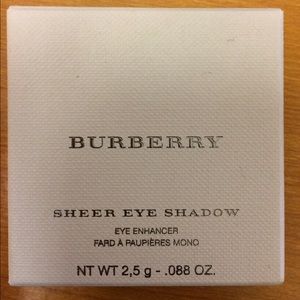 BURBERRY
SHEER EYE SHADOW
EYE ENHANCER
FARD À PAUPIÈRES MONO
NT WT 2,5 g - .088 OZ.